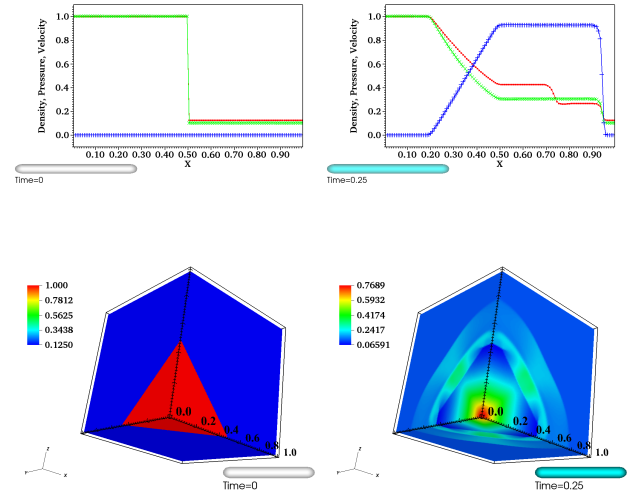 Density, Pressure, Velocity
1.0
0.8
0.6
0.4
0.2
0.0
0.10 0.20 0.30 0.40 0.50 0.60 0.70 0.80 0.90
X
Time=0
Density, Pressure, Velocity
1.0
0.8
0.6
0.4
0.2
0.0
0.10 0.20 0.30 0.40 0.50 0.60 0.70 0.80 0.90
X
Time=0.25
1.000
0.7812
0.5625
0.3438
0.1250
0.0 0.2 0.4 0.6 0.8 1.0
Z
Y
X
Time=0
0.7689
0.5932
0.4174
0.2417
0.06591
0.0 0.2 0.4 0.6 0.8 1.0
Z
Y
X
Time=0.25